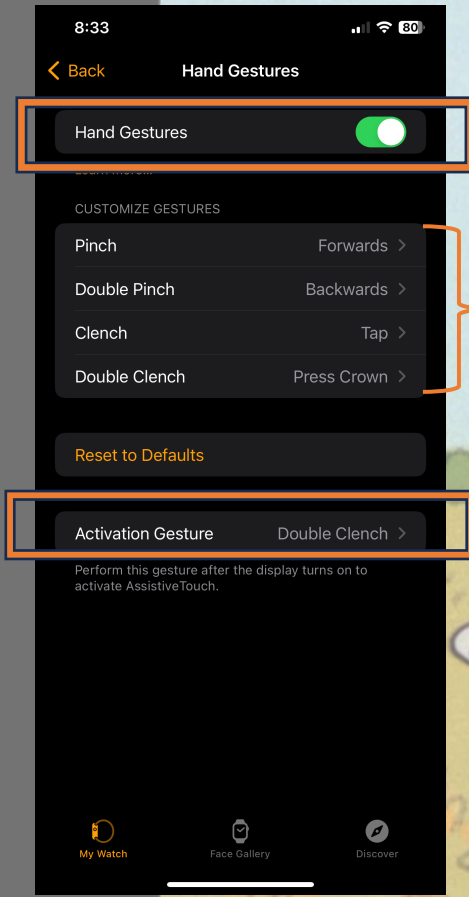 8:33
80
Back
Hand Gestures
Hand Gestures
CUSTOMIZE GESTURES
Pinch Forwards
Double Pinch Backwards
Clench Tap
Double Clench Press Crown
Reset to Defaults
Activation Gesture Double Clench
Perform this gesture after the display turns on to
activate AssistiveTouch.
My Watch Face Gallery Discover